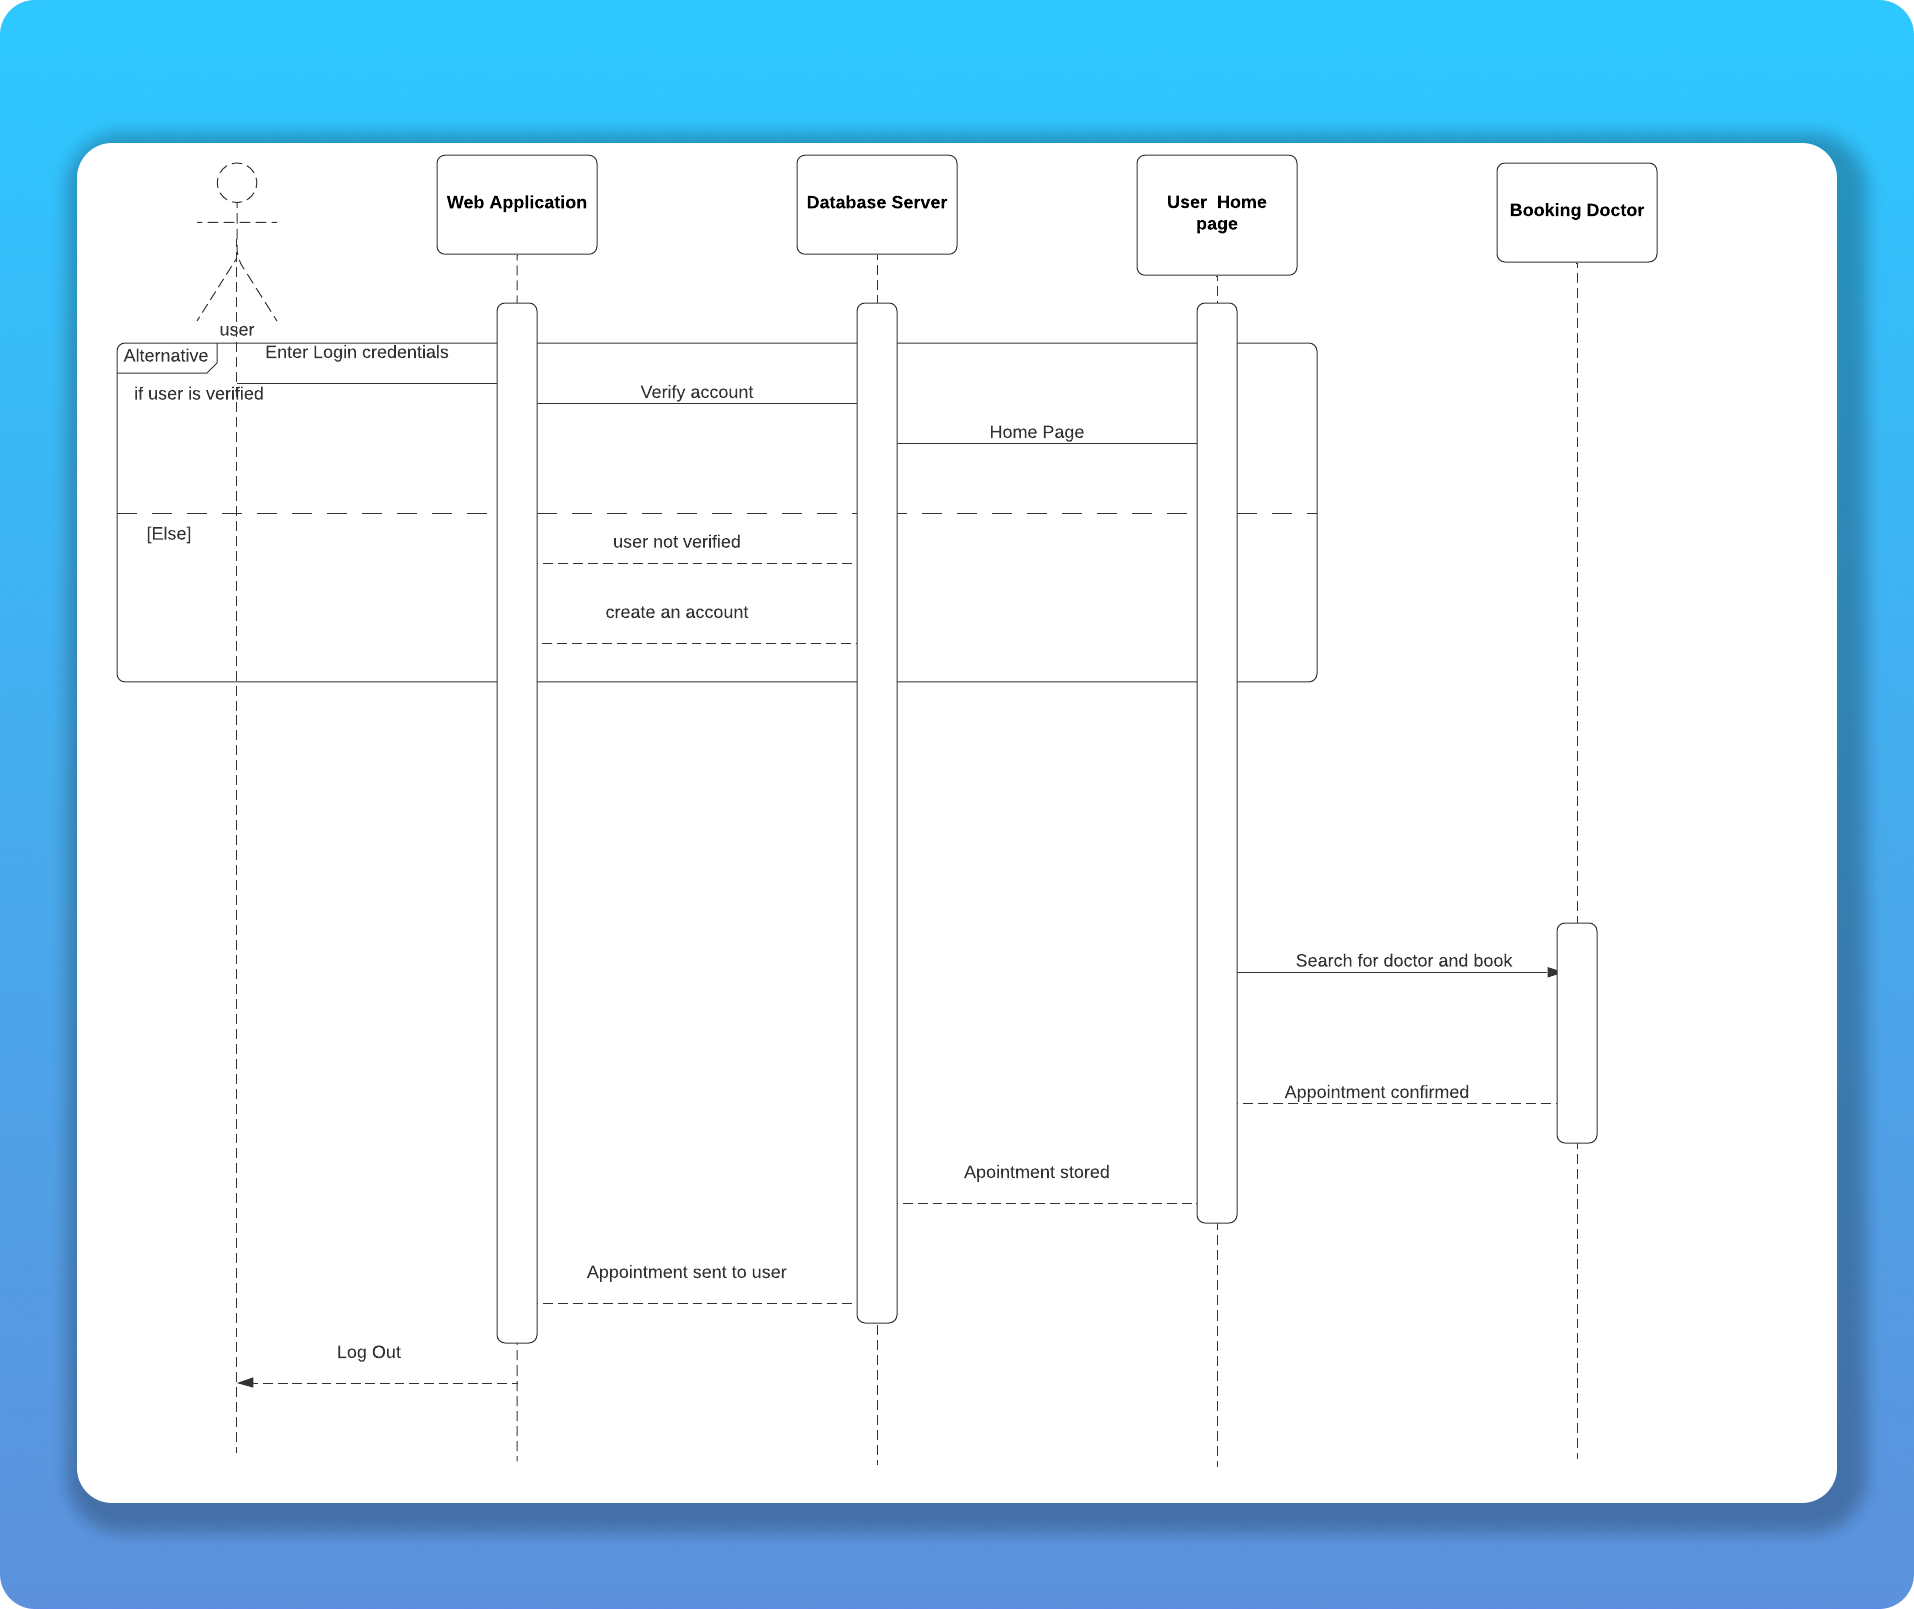 Web Application
Database Server
User  Home
page
Booking Doctor
user
Alternative
Enter Login credentials
if user is verified
Verify account
Home Page
[Else]
user not verified
create an account
Search for doctor and book
Appointment confirmed
Apointment stored
Appointment sent to user
Log Out